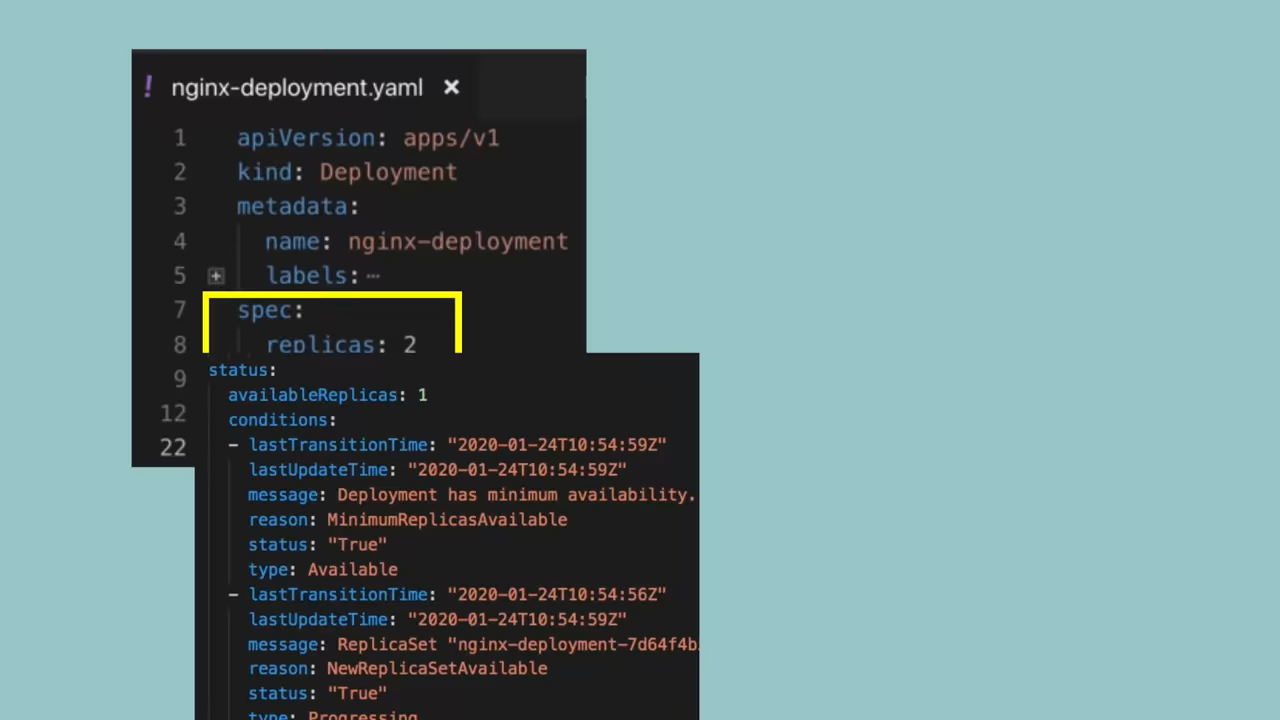 ! nginx-deployment.yaml ×
1 apiVersion: apps/v1
2 kind: Deployment
3 metadata:
4 name: nginx-deployment
5 labels: ⋯
7 spec:
8 replicas: 2
9
12
22
status:
availableReplicas: 1
conditions:
- lastTransitionTime: "2020-01-24T10:54:59Z"
lastUpdateTime: "2020-01-24T10:54:59Z"
message: Deployment has minimum availability.
reason: MinimumReplicasAvailable
status: "True"
type: Available
- lastTransitionTime: "2020-01-24T10:54:56Z"
lastUpdateTime: "2020-01-24T10:54:59Z"
message: ReplicaSet "nginx-deployment-7d64f4b
reason: NewReplicaSetAvailable
status: "True"
type: Progressing